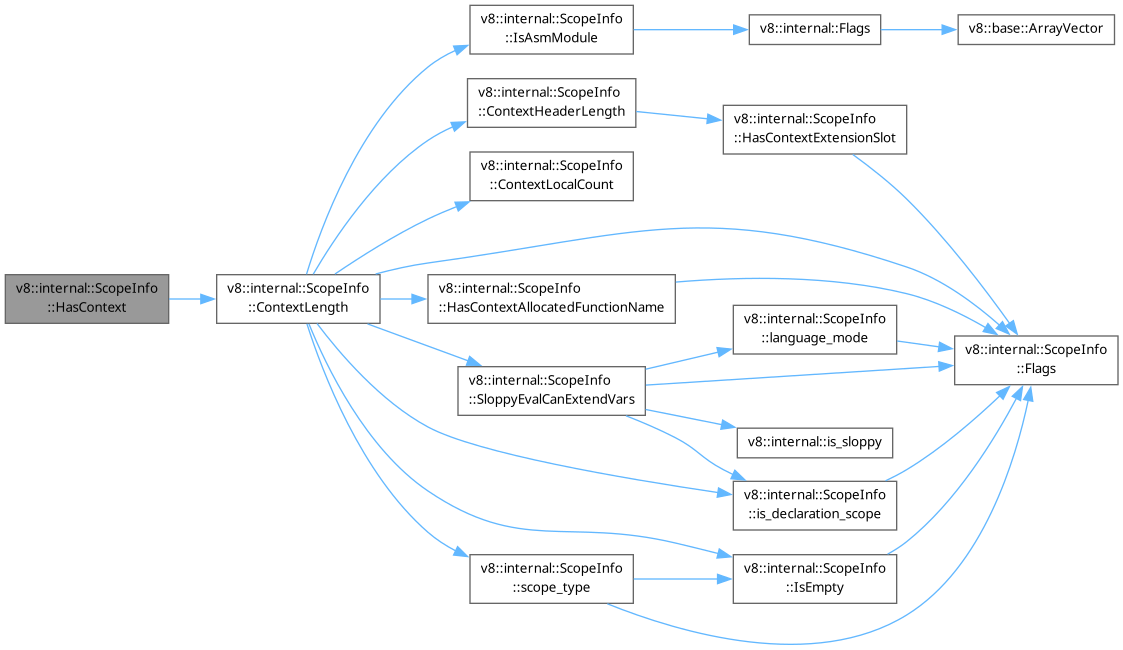 v8::internal::ScopeInfo
::IsAsmModule
v8::internal::Flags
v8::base::ArrayVector
v8::internal::ScopeInfo
::ContextHeaderLength
v8::internal::ScopeInfo
::HasContextExtensionSlot
v8::internal::ScopeInfo
::ContextLocalCount
v8::internal::ScopeInfo
::HasContext
v8::internal::ScopeInfo
::ContextLength
v8::internal::ScopeInfo
::HasContextAllocatedFunctionName
v8::internal::ScopeInfo
::language_mode
v8::internal::ScopeInfo
::Flags
v8::internal::ScopeInfo
::SloppyEvalCanExtendVars
v8::internal::is_sloppy
v8::internal::ScopeInfo
::is_declaration_scope
v8::internal::ScopeInfo
::scope_type
v8::internal::ScopeInfo
::IsEmpty